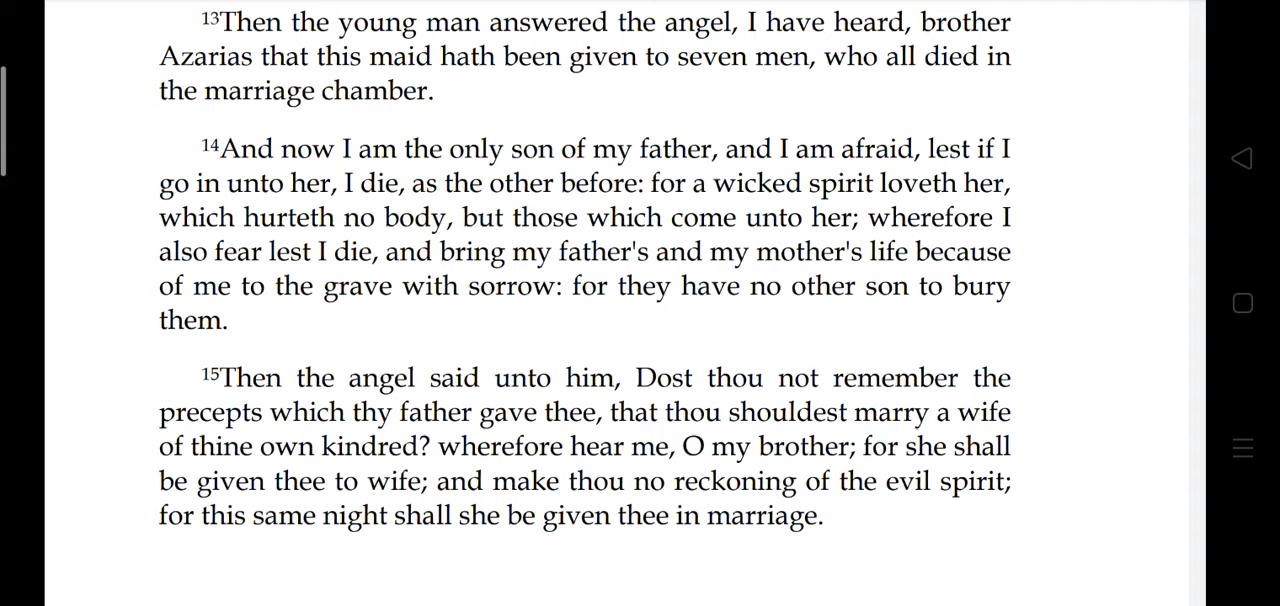 13Then the young man answered the angel, I have heard, brother
Azarias that this maid hath been given to seven men, who all died in
the marriage chamber.
14And now I am the only son of my father, and I am afraid, lest if I
go in unto her, I die, as the other before: for a wicked spirit loveth her,
which hurteth no body, but those which come unto her; wherefore I
also fear lest I die, and bring my father's and my mother's life because
of me to the grave with sorrow: for they have no other son to bury
them.
15Then the angel said unto him, Dost thou not remember the
precepts which thy father gave thee, that thou shouldest marry a wife
of thine own kindred? wherefore hear me, O my brother; for she shall
be given thee to wife; and make thou no reckoning of the evil spirit;
for this same night shall she be given thee in marriage.